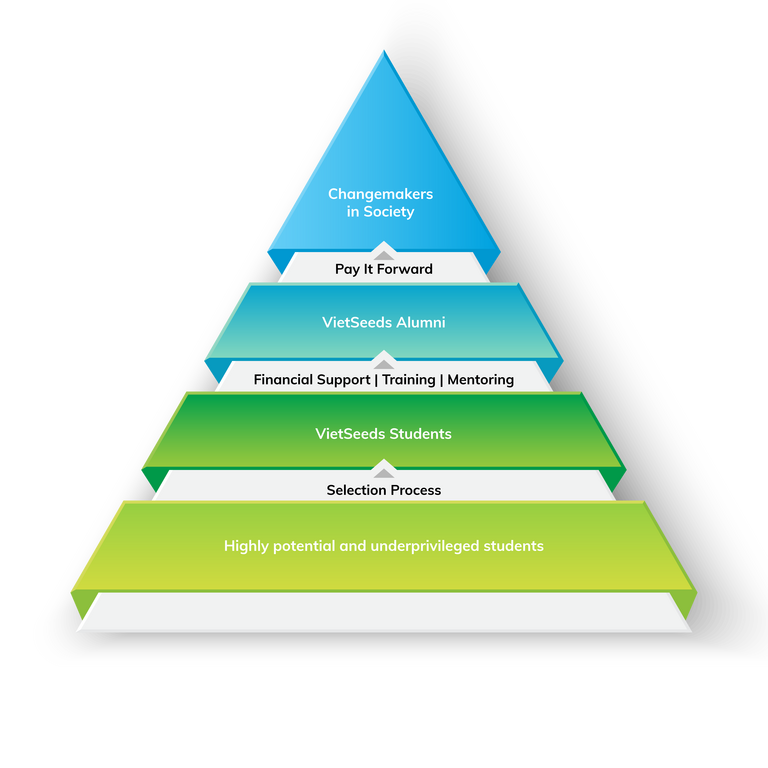 Changemakers
in Society
Pay It Forward
VietSeeds Alumni
Financial Support | Training | Mentoring
VietSeeds Students
Selection Process
Highly potential and underprivileged students